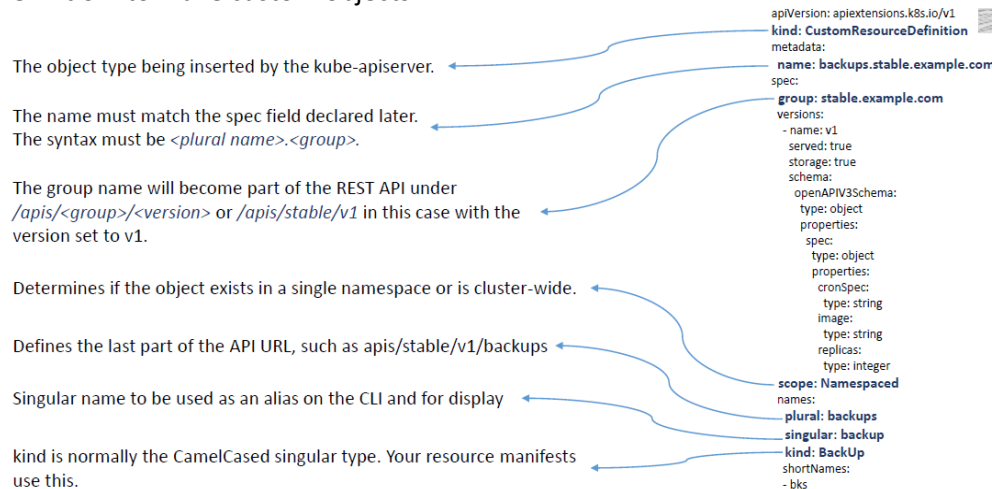 The object type being inserted by the kube-apiserver.
The name must match the spec field declared later.
The syntax must be <plural name>.<group>.
The group name will become part of the REST API under
/apis/<group>/<version> or /apis/stable/v1 in this case with the
version set to v1.
Determines if the object exists in a single namespace or is cluster-wide.
Defines the last part of the API URL, such as apis/stable/v1/backups
Singular name to be used as an alias on the CLI and for display
kind is normally the CamelCased singular type. Your resource manifests
use this.
apiVersion: apiextensions.k8s.io/v1
kind: CustomResourceDefinition
metadata:
name: backups.stable.example.com
spec:
group: stable.example.com
versions:
- name: v1
served: true
storage: true
schema:
openAPIV3Schema:
type: object
properties:
spec:
type: object
properties:
cronSpec:
type: string
image:
type: string
replicas:
type: integer
scope: Namespaced
names:
plural: backups
singular: backup
kind: BackUp
shortNames:
- bks